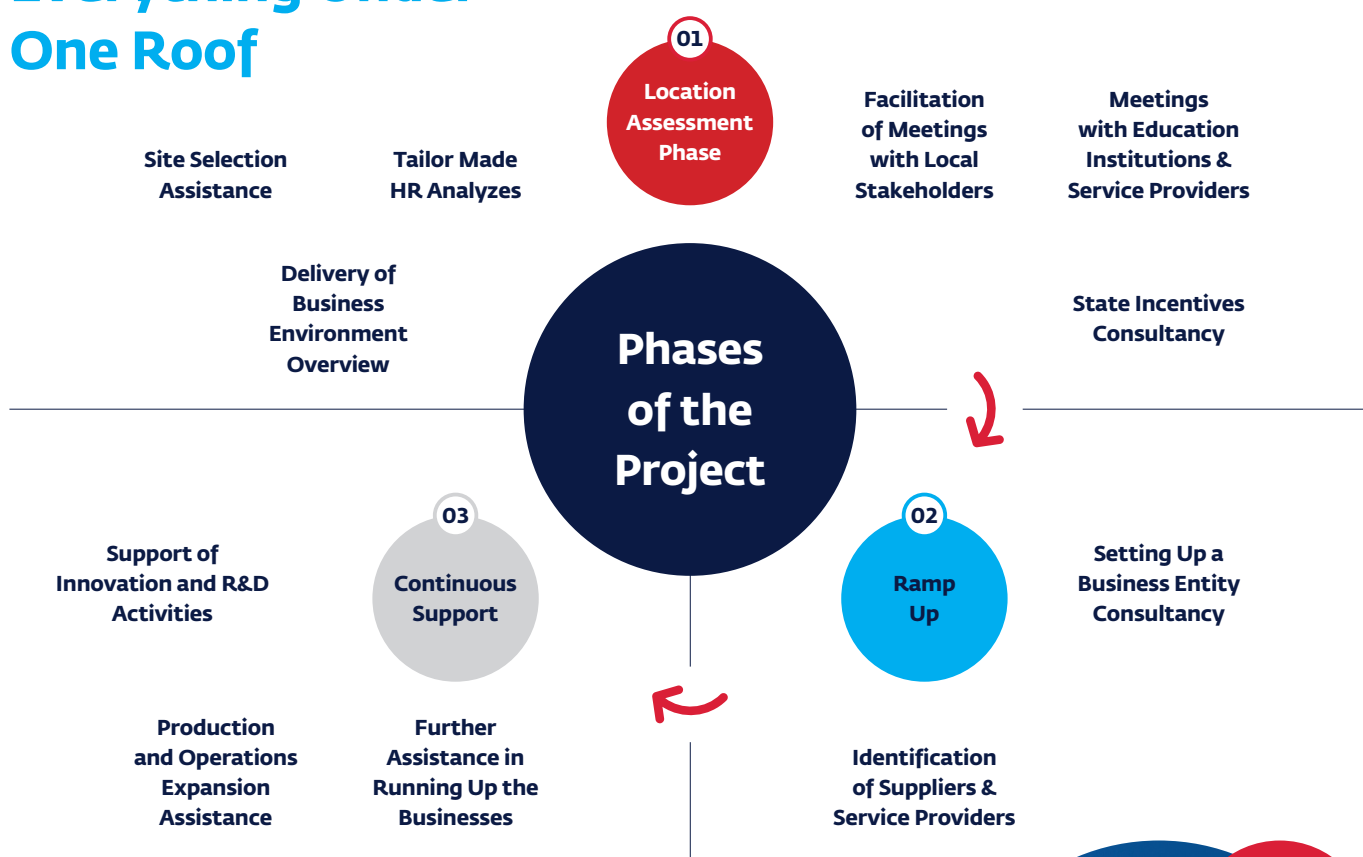 Everything Under
One Roof
01
Location
Assessment
Phase
Site Selection
Assistance
Tailor Made
HR Analyzes
Facilitation
of Meetings
with Local
Stakeholders
Meetings
with Education
Institutions &
Service Providers
Delivery of
Business
Environment
Overview
State Incentives
Consultancy
Phases
of the
Project
02
Ramp
Up
Setting Up a
Business Entity
Consultancy
Identification
of Suppliers &
Service Providers
03
Continuous
Support
Support of
Innovation and R&D
Activities
Production
and Operations
Expansion
Assistance
Further
Assistance in
Running Up the
Businesses